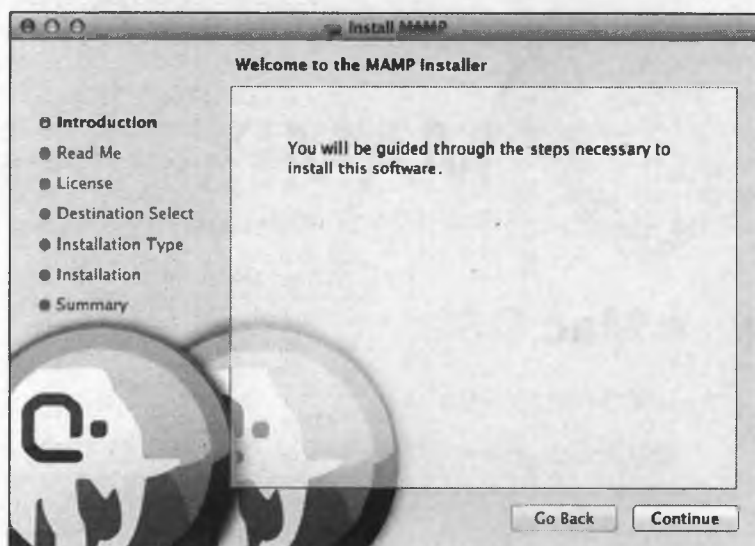 Install MAMP
Welcome to the MAMP Installer
Introduction
Read Me
License
Destination Select
Installation Type
Installation
Summary
You will be guided through the steps necessary to
install this software.
Go Back
Continue